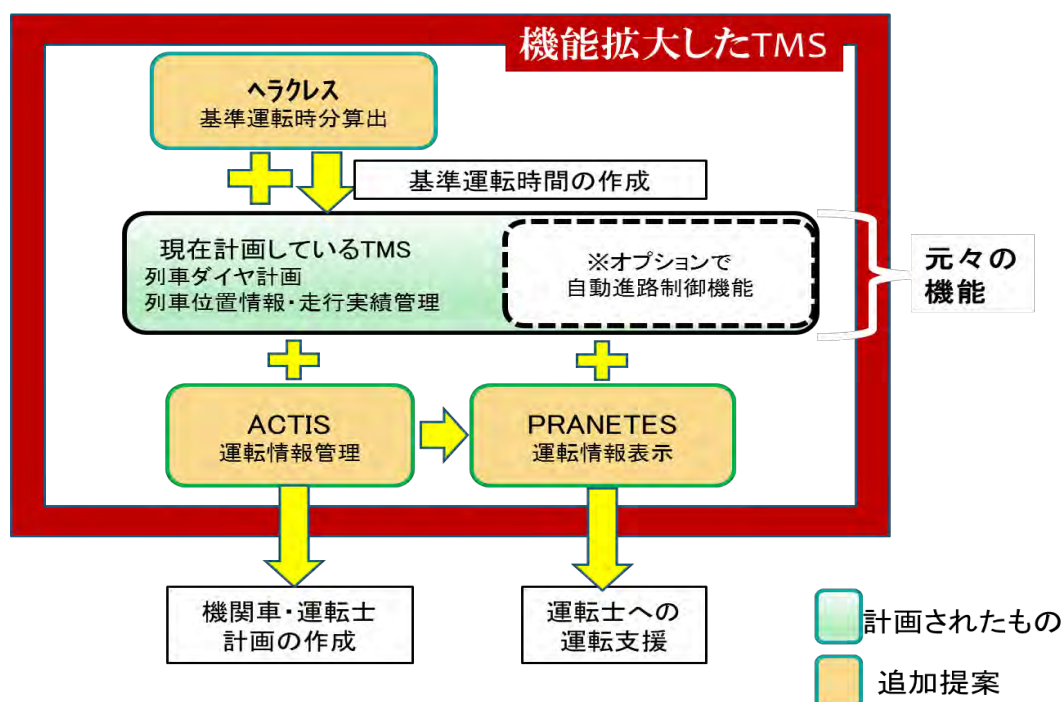 機能拡大したTMS
ヘラクレス
基準運転時分算出
基準運転時間の作成
現在計画しているTMS
列車ダイヤ計画
列車位置情報・走行実績管理
※オプションで
自動進路制御機能
元々の
機能
ACTIS
運転情報管理
PRANETES
運転情報表示
機関車・運転士
計画の作成
運転士への
運転支援
計画されたもの
追加提案